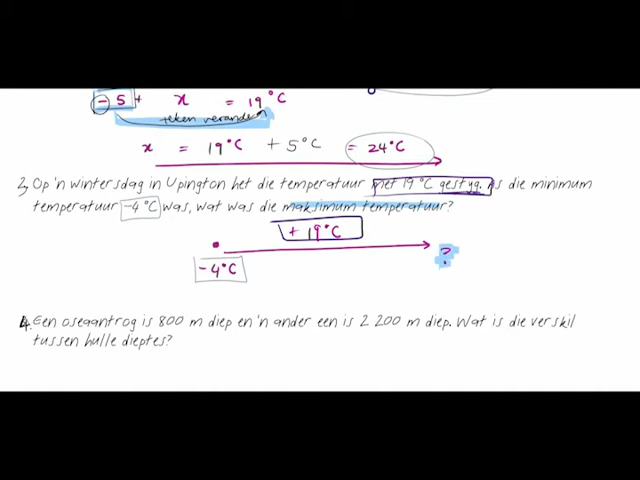 - 5 + x = 19°C
teken verander
x = 19°C + 5°C = 24°C
3, Op 'n wintersdag in Upington het die temperatuur met 19°C gestyg. As die minimum
temperatuur -4°C was, wat was die maksimum temperatuur?
+ 19°C
-4°C
?
4. Een oseaantrog is 800 m diep en 'n ander een is 2 200 m diep. Wat is die verskil
tussen hulle dieptes?